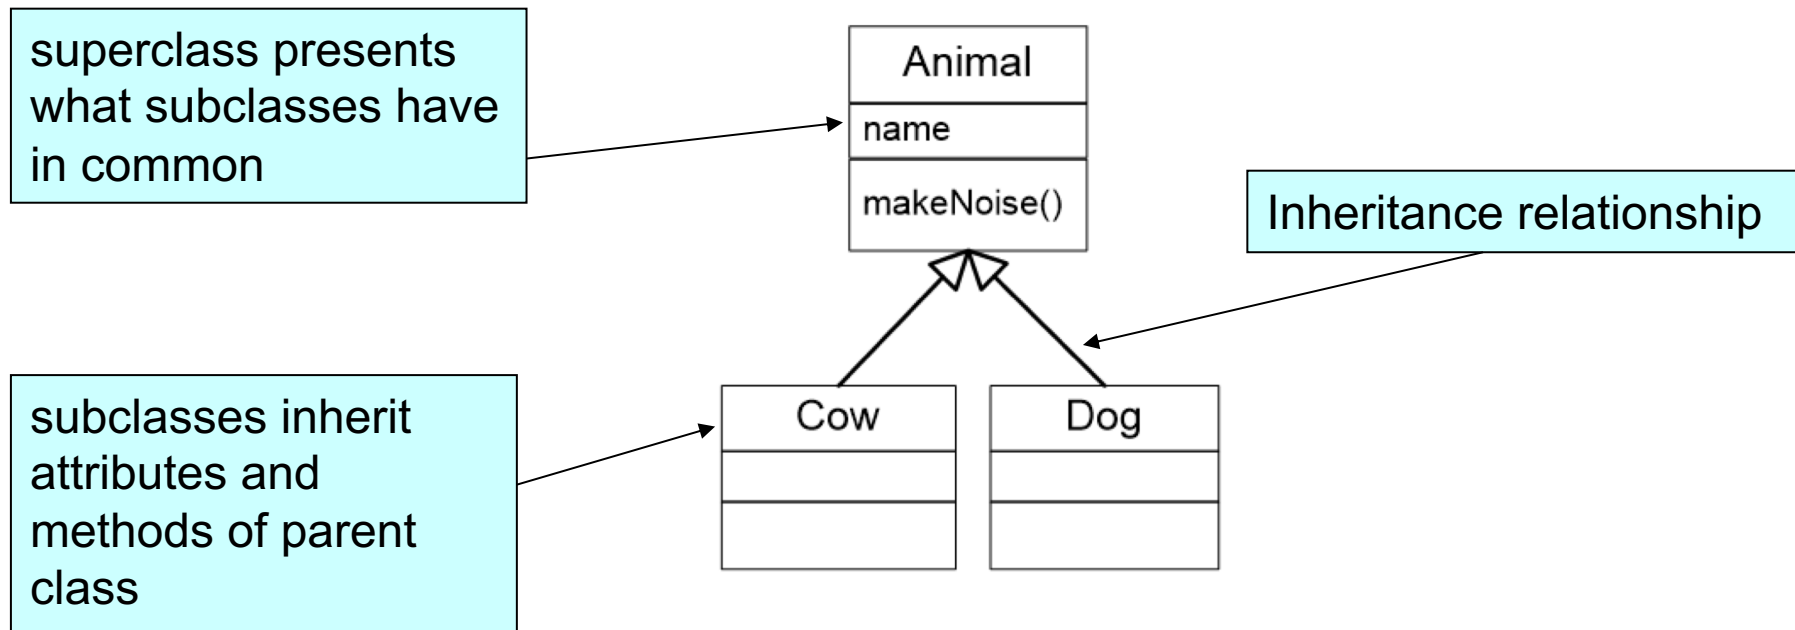 superclass presents
what subclasses have
in common
Animal
name
makeNoise()
Inheritance relationship
subclasses inherit
attributes and
methods of parent
class
Cow
Dog